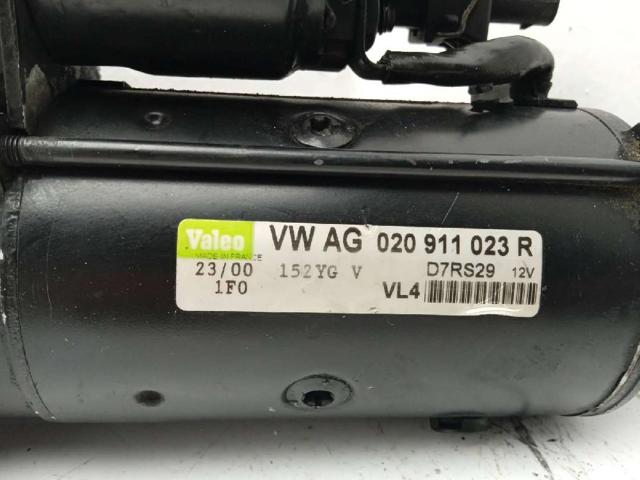 Valeo VW AG 020 911 023 R
MADE IN FRANCE
23/00 152YG V D7RS29 12V
1F0 VL4